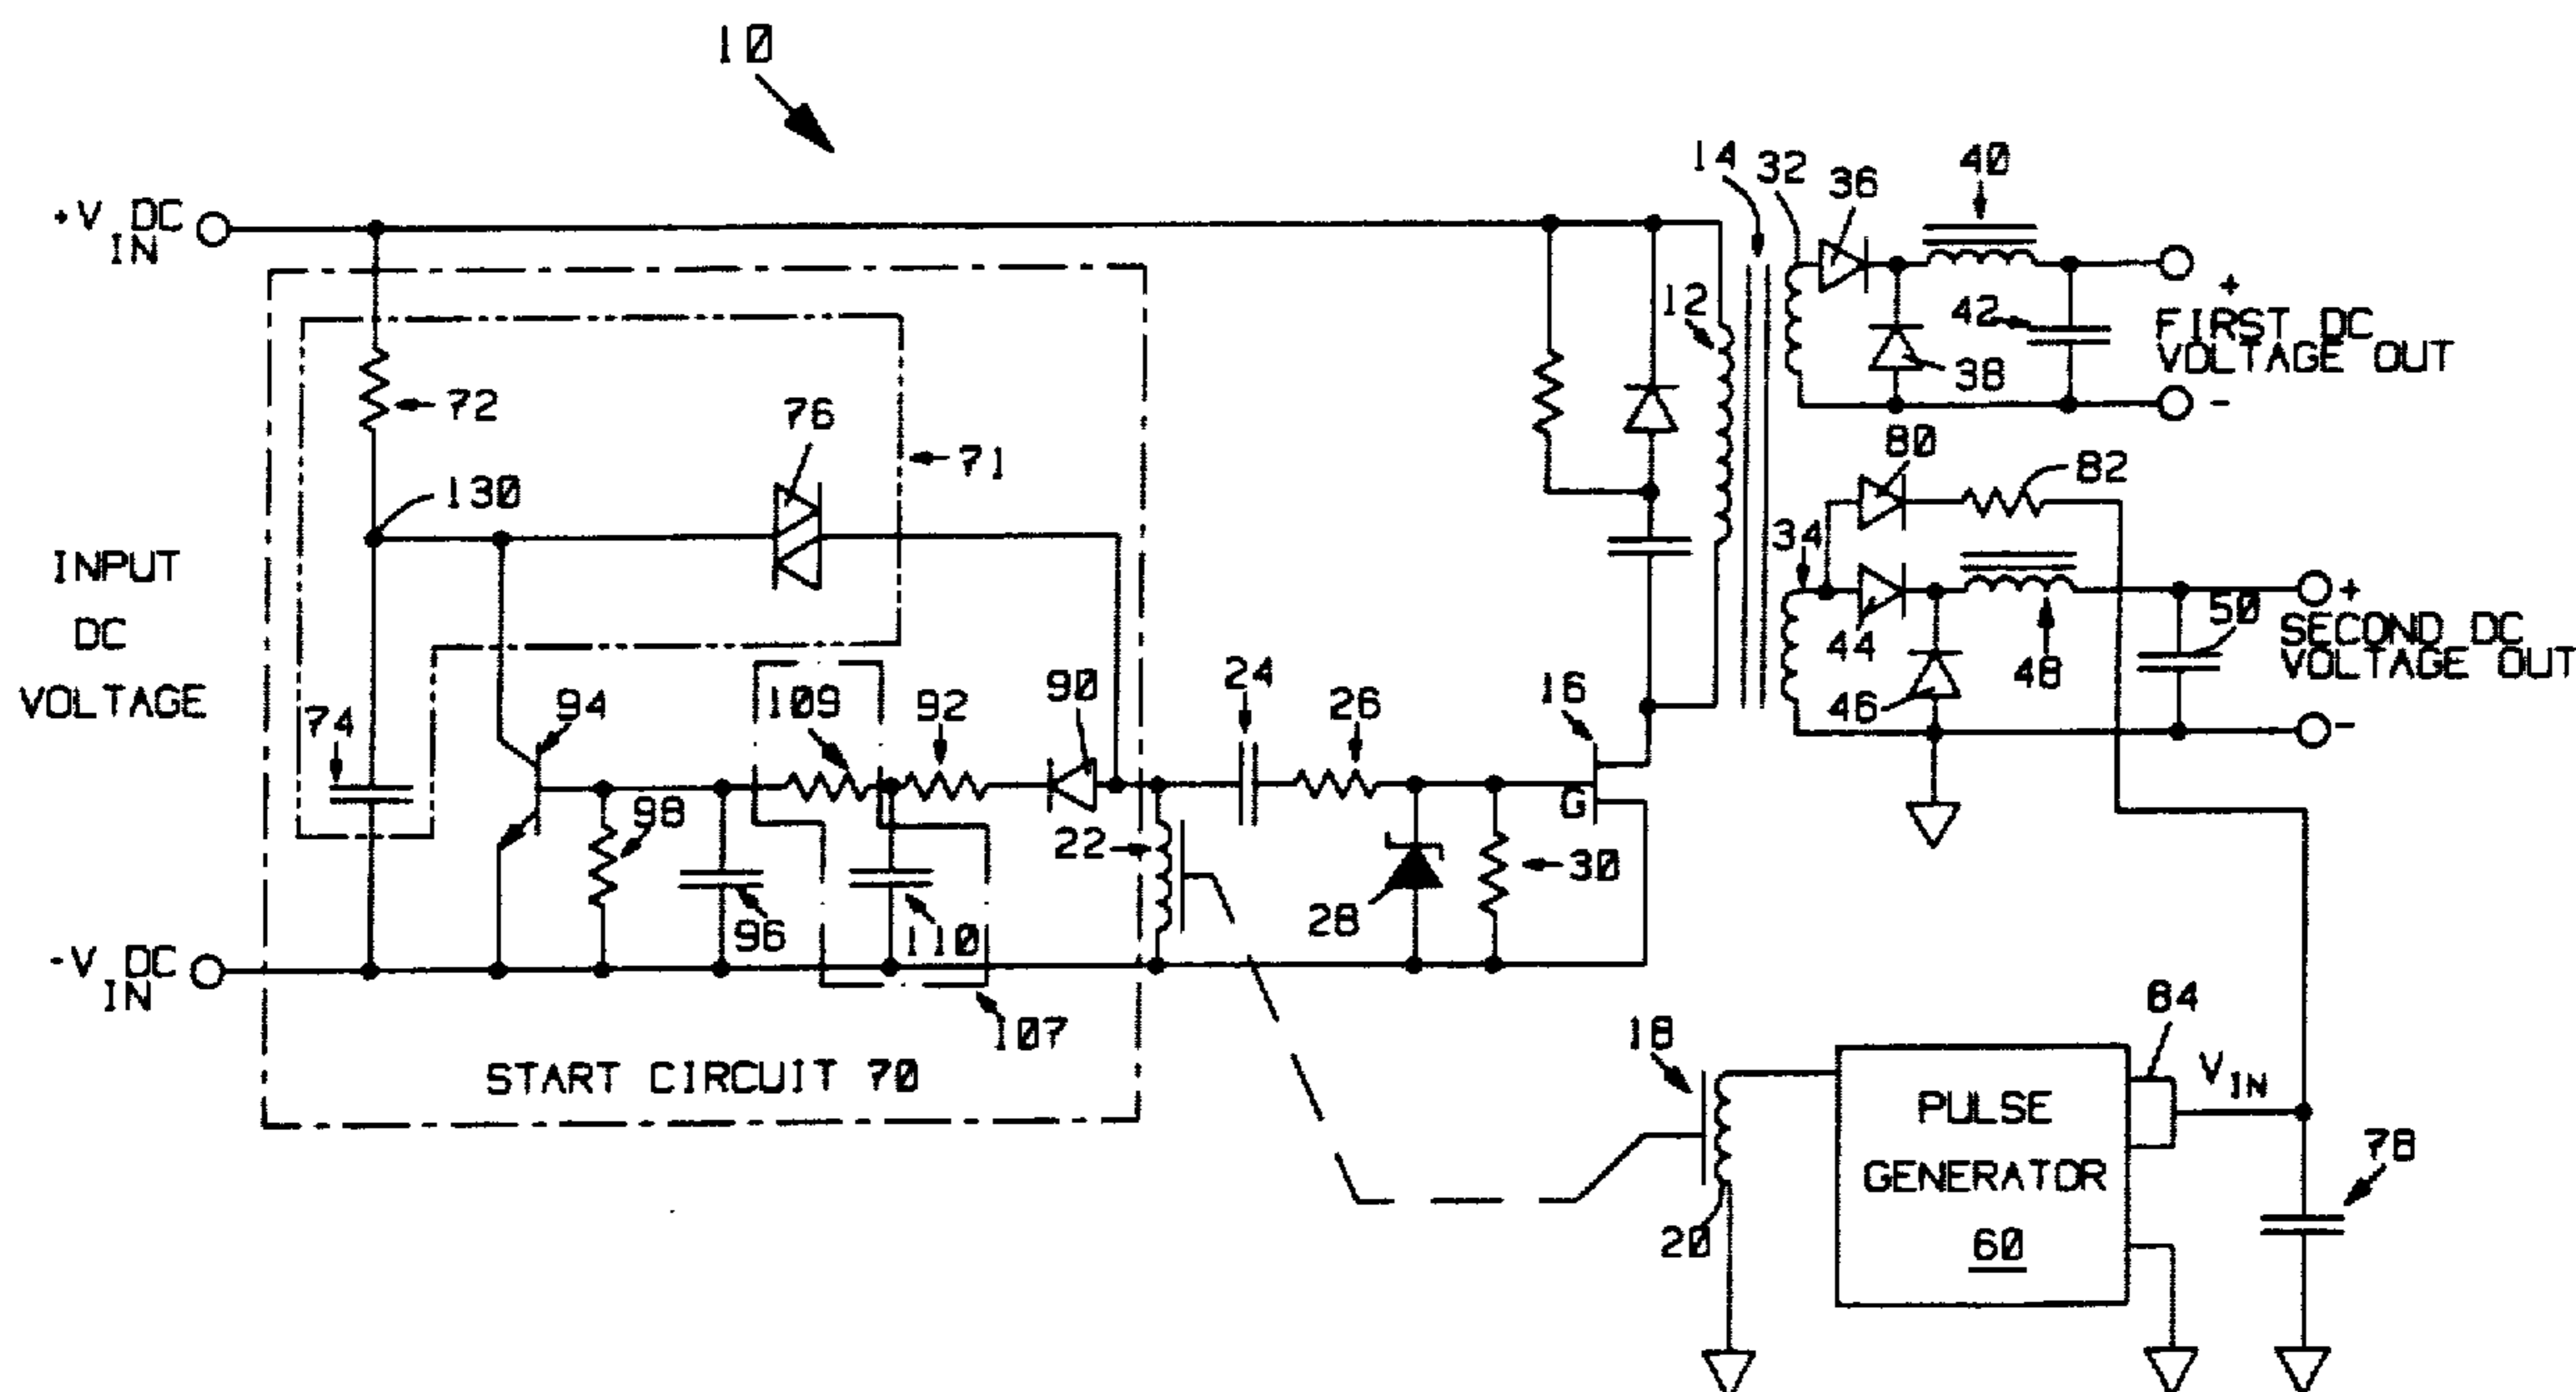 10
+V DC
IN
14
32
36
40
12
42
+
FIRST DC
VOLTAGE OUT
38
-
72
76
71
80
82
130
34
INPUT
DC
VOLTAGE
+
50
SECOND DC
VOLTAGE OUT
44
48
46
-
74
94
109
92
90
24
26
16
G
98
22
30
28
96
110
-V DC
IN
107
START CIRCUIT 70
18
84
VIN
PULSE
GENERATOR
60
78
20